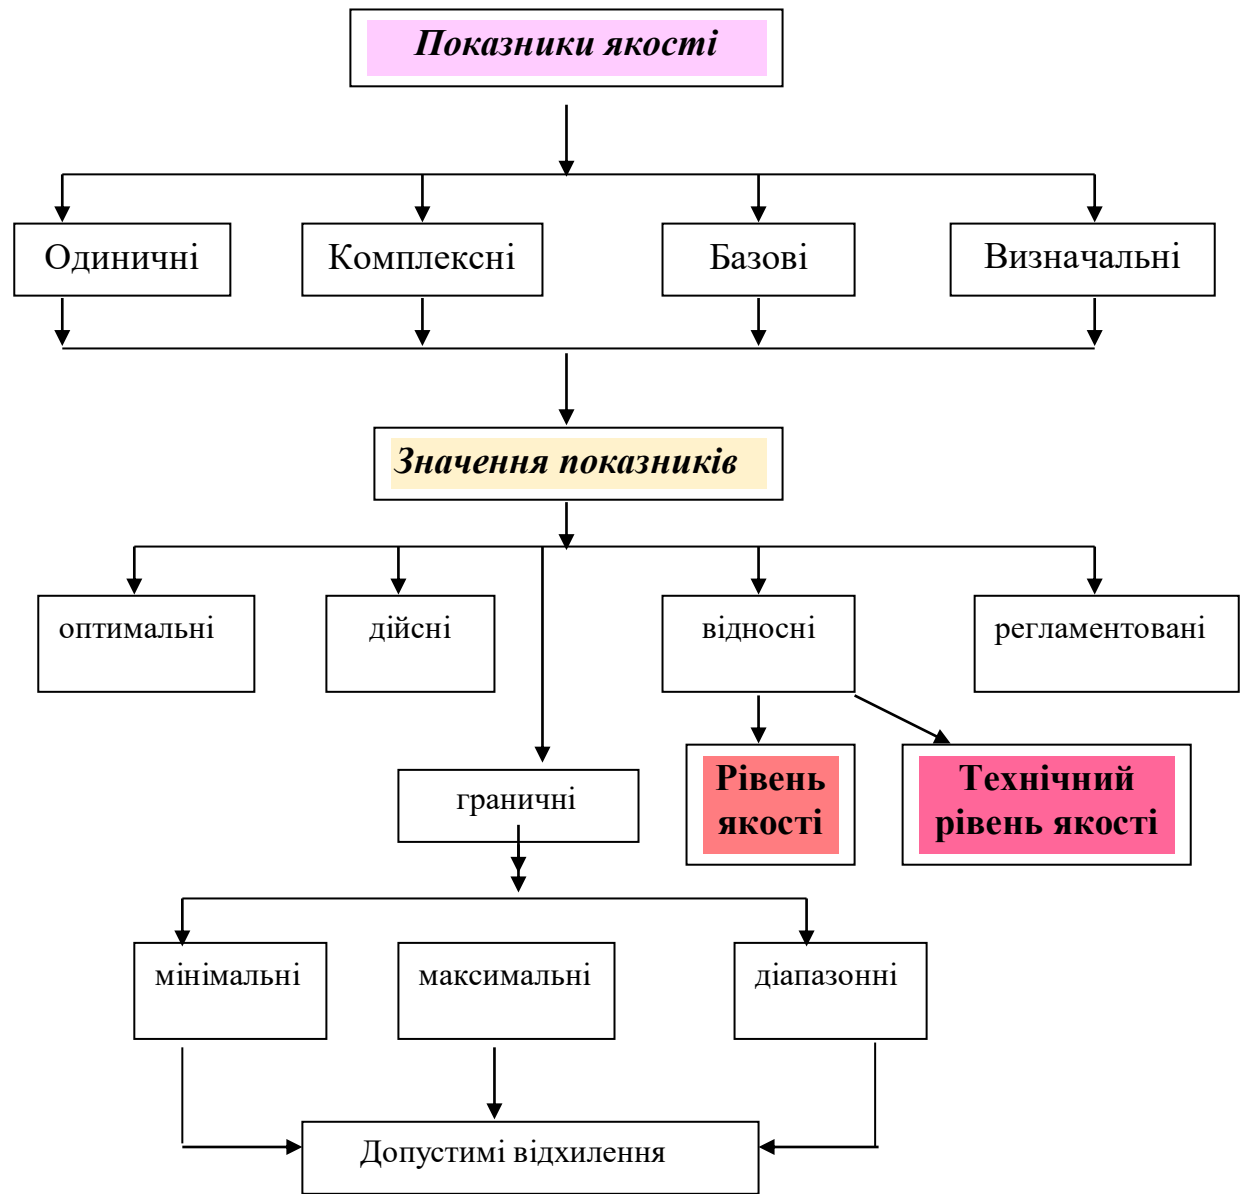 Показники якості
Одиничні
Комплексні
Базові
Визначальні
Значення показників
оптимальні
дійсні
відносні
регламентовані
граничні
Рівень
якості
Технічний
рівень якості
мінімальні
максимальні
діапазонні
Допустимі відхилення